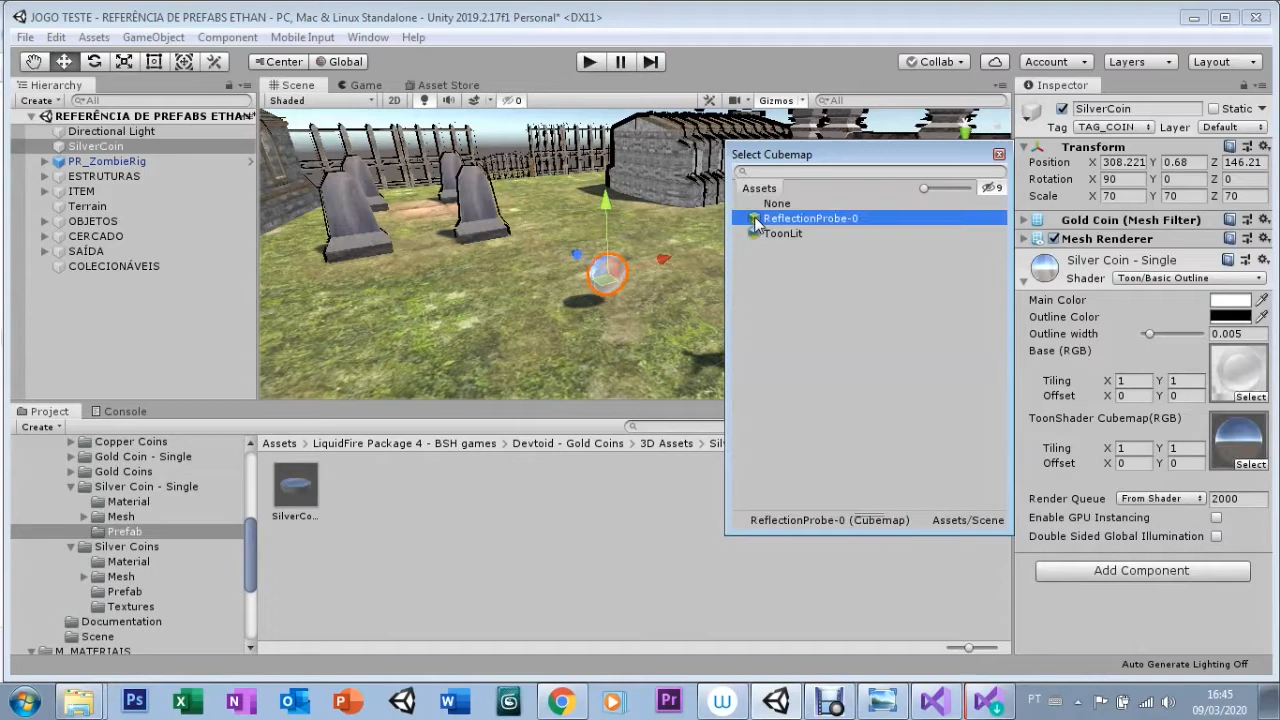 JOGO TESTE - REFERÊNCIA DE PREFABS ETHAN - PC, Mac & Linux Standalone - Unity 2019.2.17f1 Personal* <DX11>
File Edit Assets GameObject Component Mobile Input Window Help
Center Global Collab Account Layers Layout
Hierarchy
Create All
REFERÊNCIA DE PREFABS ETHAN*
Directional Light
SilverCoin
PR_ZombieRig
ESTRUTURAS
ITEM
Terrain
OBJETOS
CERCADO
SAÍDA
COLECIONÁVEIS
Scene Game Asset Store
Shaded 2D 0 Gizmos All
Select Cubemap
Assets 9
None
ReflectionProbe-0
ToonLit
ReflectionProbe-0 (Cubemap) Assets/Scene
Inspector
SilverCoin Static
Tag TAG_COIN Layer Default
Transform
Position X 308.221 Y 0.68 Z 146.21
Rotation X 90 Y 0 Z 0
Scale X 70 Y 70 Z 70
Gold Coin (Mesh Filter)
Mesh Renderer
Silver Coin - Single
Shader Toon/Basic Outline
Main Color
Outline Color
Outline width 0.005
Base (RGB)
Tiling X 1 Y 1
Offset X 0 Y 0
Select
ToonShader Cubemap(RGB)
Tiling X 1 Y 1
Offset X 0 Y 0
Select
Render Queue From Shader 2000
Enable GPU Instancing
Double Sided Global Illumination
Add Component
Project Console
Create
Copper Coins
Gold Coin - Single
Gold Coins
Silver Coin - Single
Material
Mesh
Prefab
Silver Coins
Material
Mesh
Prefab
Textures
Documentation
Scene
M_MATERIAIS
Assets LiquidFire Package 4 - BSH games Devtoid - Gold Coins 3D Assets
SilverCo...
Auto Generate Lighting Off
Ps Pr PT
16:45
09/03/2020